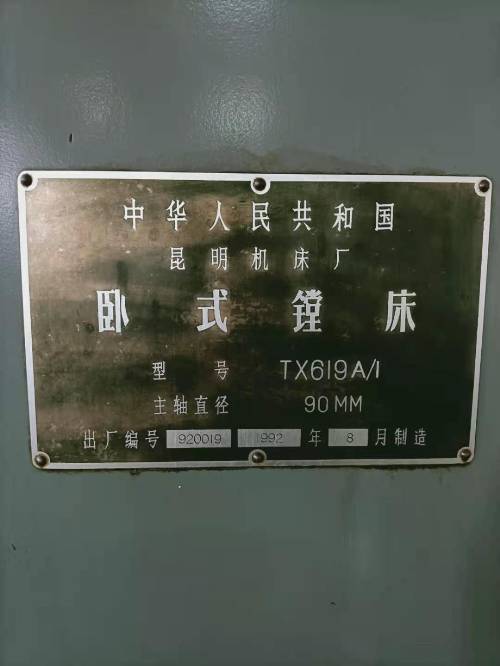 中华人民共和国
昆明机床厂
卧式镗床
型号 TX619A/1
主轴直径 90MM
出厂编号 920019 1992 年 8 月制造